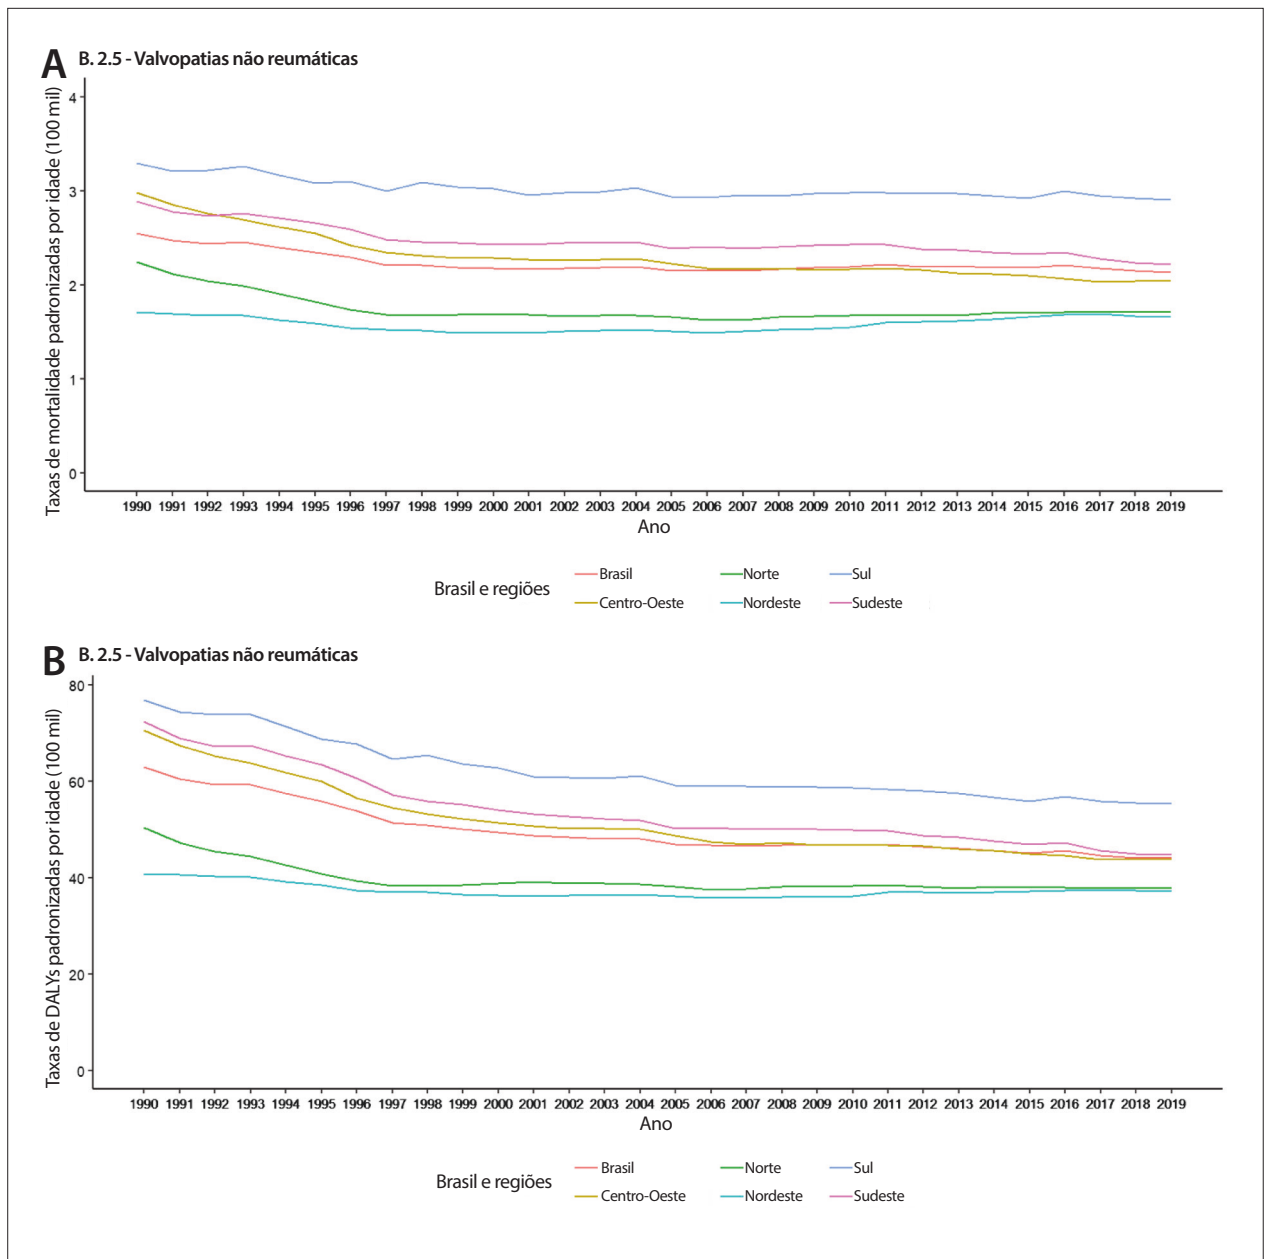 A B. 2.5 - Valvopatias não reumáticas
Taxas de mortalidade padronizadas por idade (100 mil)
4
3
2
1
0
1990 1991 1992 1993 1994 1995 1996 1997 1998 1999 2000 2001 2002 2003 2004 2005 2006 2007 2008 2009 2010 2011 2012 2013 2014 2015 2016 2017 2018 2019
Ano
Brasil e regiões
Brasil Norte Sul
Centro-Oeste Nordeste Sudeste
B B. 2.5 - Valvopatias não reumáticas
Taxas de DALYs padronizadas por idade (100 mil)
80
60
40
20
0
1990 1991 1992 1993 1994 1995 1996 1997 1998 1999 2000 2001 2002 2003 2004 2005 2006 2007 2008 2009 2010 2011 2012 2013 2014 2015 2016 2017 2018 2019
Ano
Brasil e regiões
Brasil Norte Sul
Centro-Oeste Nordeste Sudeste